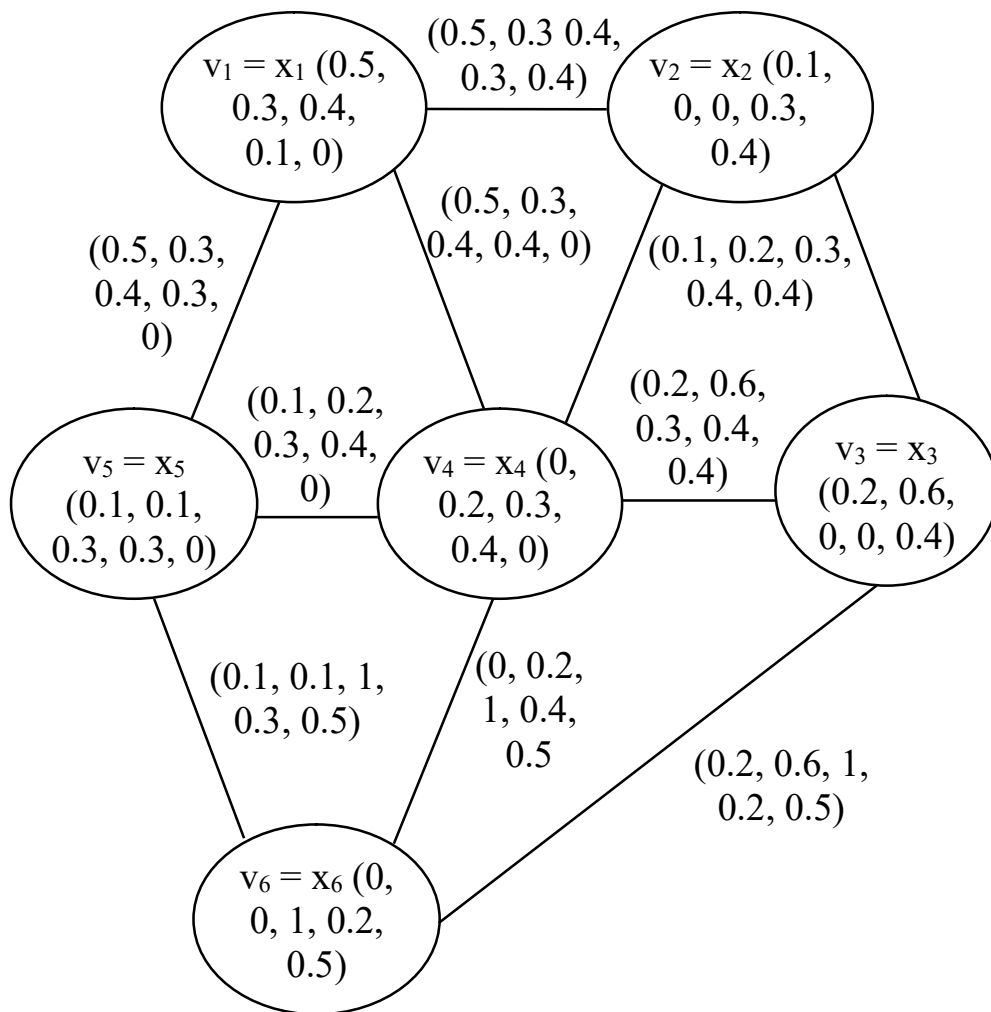 v₁ = x₁ (0.5,
0.3, 0.4,
0.1, 0)
(0.5, 0.3 0.4,
0.3, 0.4)
v₂ = x₂ (0.1,
0, 0, 0.3,
0.4)
(0.5, 0.3,
0.4, 0.3,
0)
(0.5, 0.3,
0.4, 0.4, 0)
(0.1, 0.2, 0.3,
0.4, 0.4)
(0.1, 0.2,
0.3, 0.4,
0)
(0.2, 0.6,
0.3, 0.4,
0.4)
v₅ = x₅
(0.1, 0.1,
0.3, 0.3, 0)
v₄ = x₄ (0,
0.2, 0.3,
0.4, 0)
v₃ = x₃
(0.2, 0.6,
0, 0, 0.4)
(0.1, 0.1, 1,
0.3, 0.5)
(0, 0.2,
1, 0.4,
0.5
(0.2, 0.6, 1,
0.2, 0.5)
v₆ = x₆ (0,
0, 1, 0.2,
0.5)